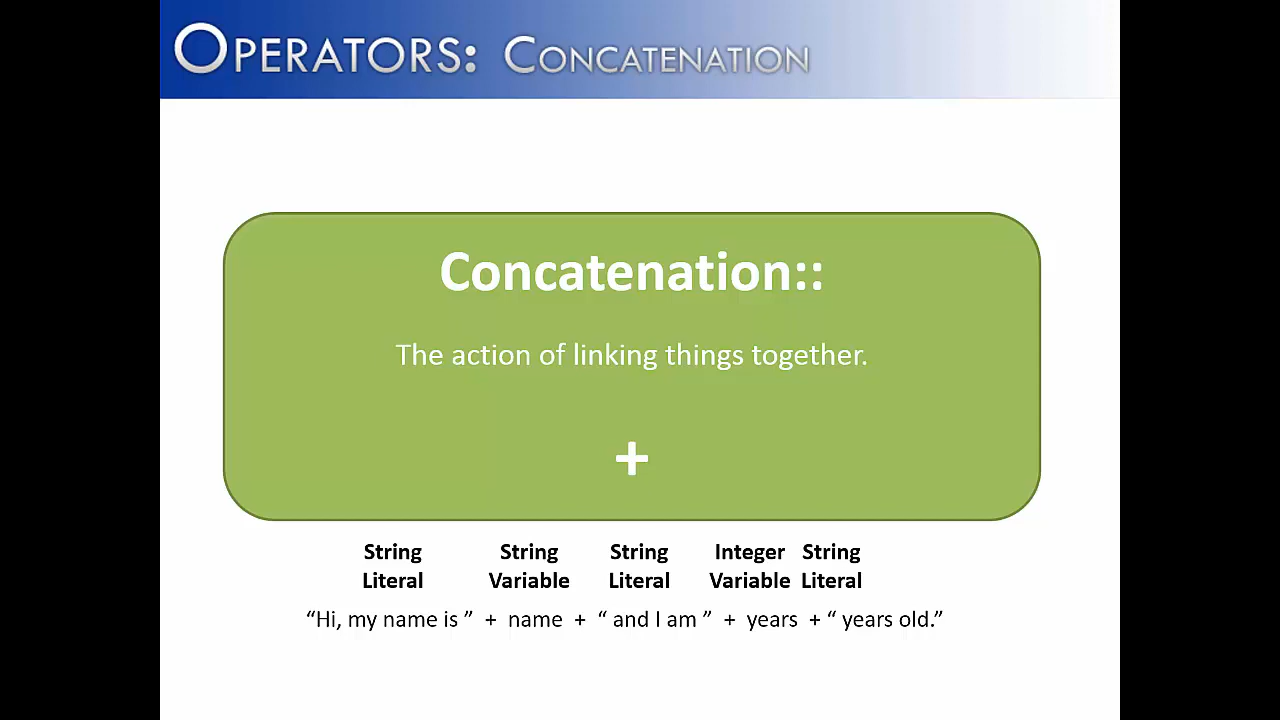 OPERATORS: CONCATENATION
Concatenation::
The action of linking things together.
+
String String String Integer String
Literal Variable Literal Variable Literal
“Hi, my name is ” + name + “ and I am ” + years + “ years old.”